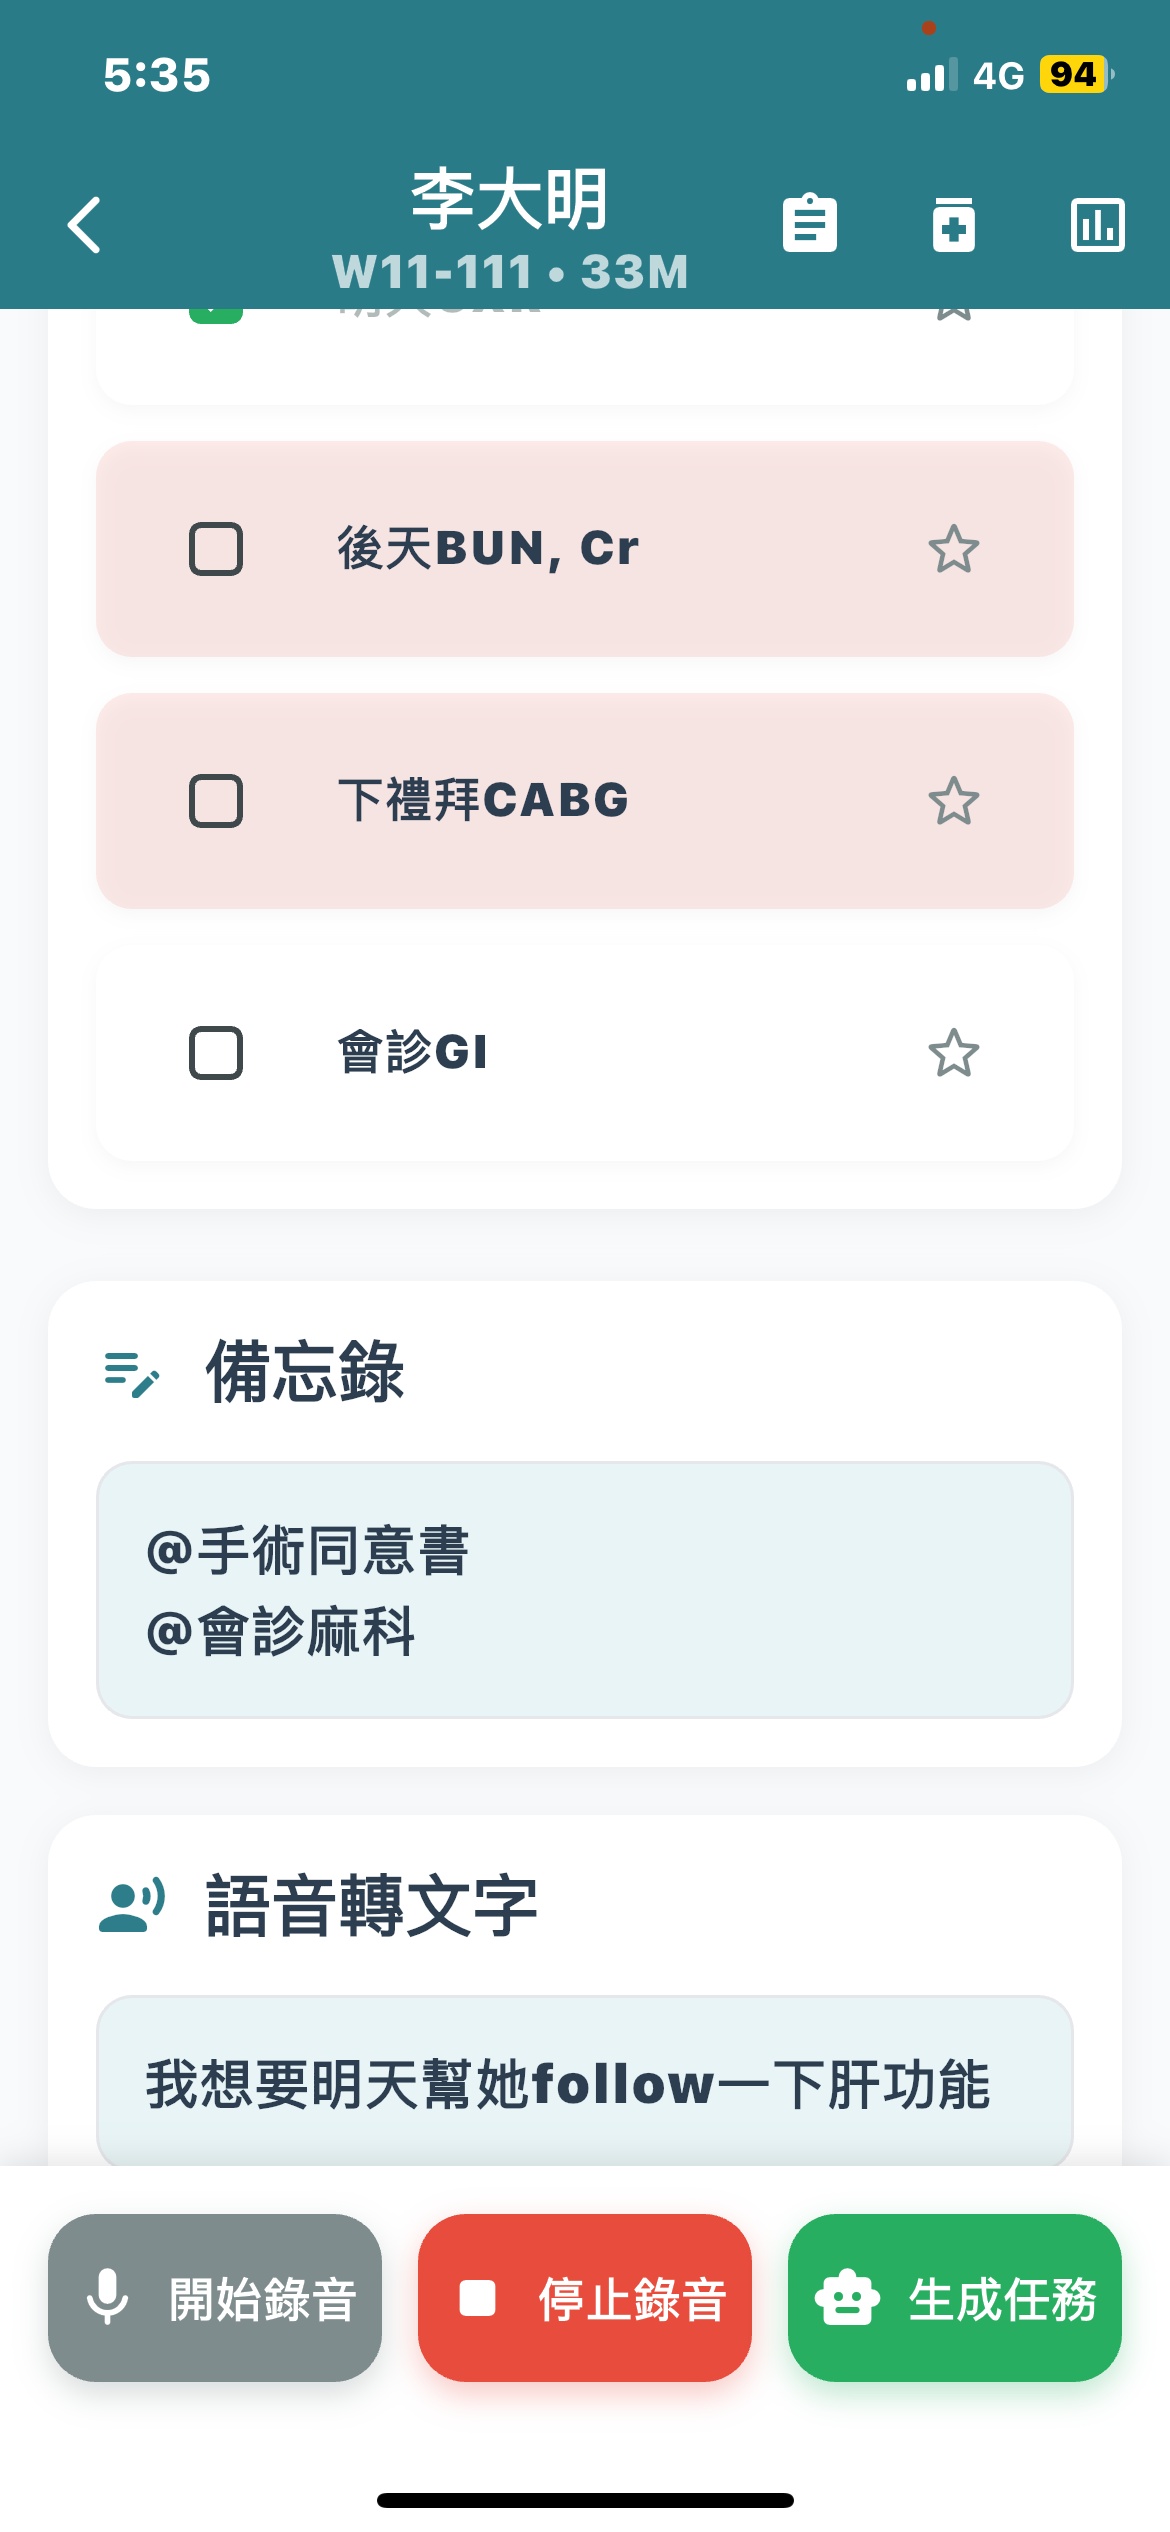 5:35
4G 94
李大明
W11-111 • 33M
後天BUN, Cr
下禮拜CABG
會診GI
備忘錄
@手術同意書
@會診麻科
語音轉文字
我想要明天幫她follow一下肝功能
開始錄音
停止錄音
生成任務